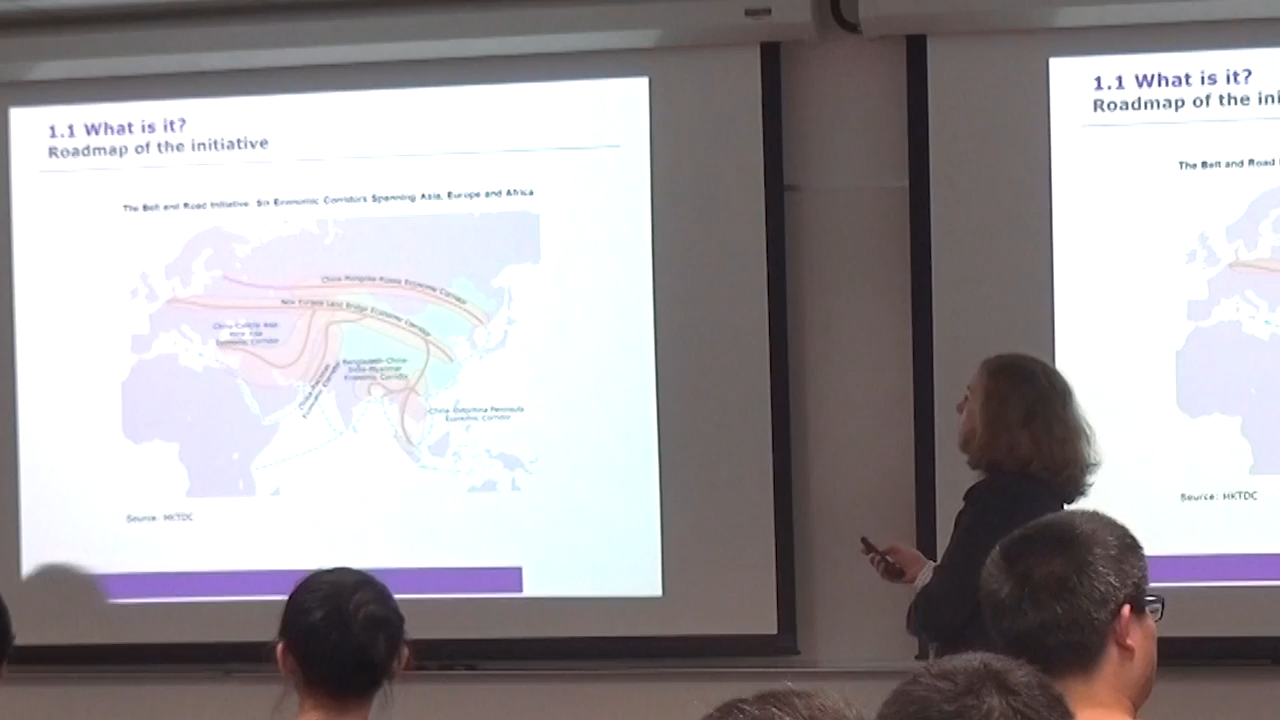 1.1 What is it?
Roadmap of the initiative
The Belt and Road Initiative: Six Economic Corridors Spanning Asia, Europe and Africa
China-Mongolia-Russia Economic Corridor
New Eurasia Land Bridge Economic Corridor
China-Central Asia
West Asia
Economic Corridor
China-Pakistan
Economic Corridor
Bangladesh-China-
India-Myanmar
Economic Corridor
China-Indochina Peninsula
Economic Corridor
Source: HKTDC
1.1 What is it?
Roadmap of the ini
The Belt and Road
Source: HKTDC